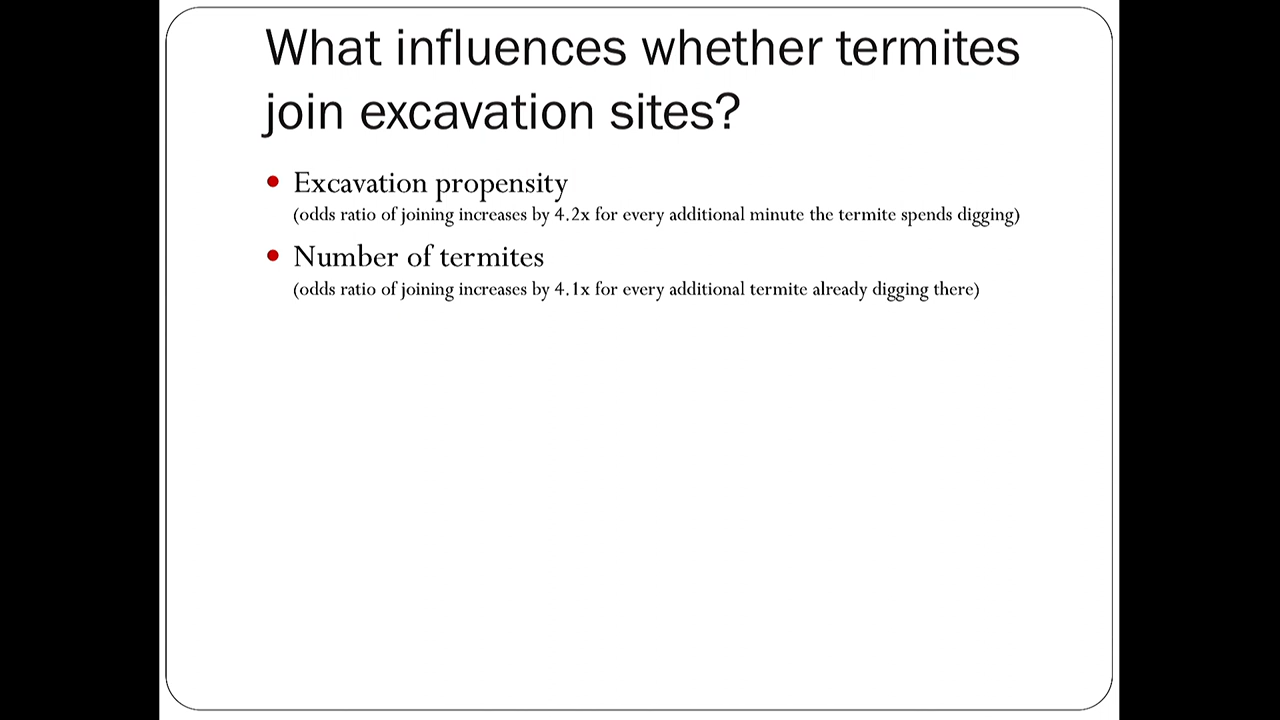 What influences whether termites
join excavation sites?
• Excavation propensity
(odds ratio of joining increases by 4.2x for every additional minute the termite spends digging)
• Number of termites
(odds ratio of joining increases by 4.1x for every additional termite already digging there)